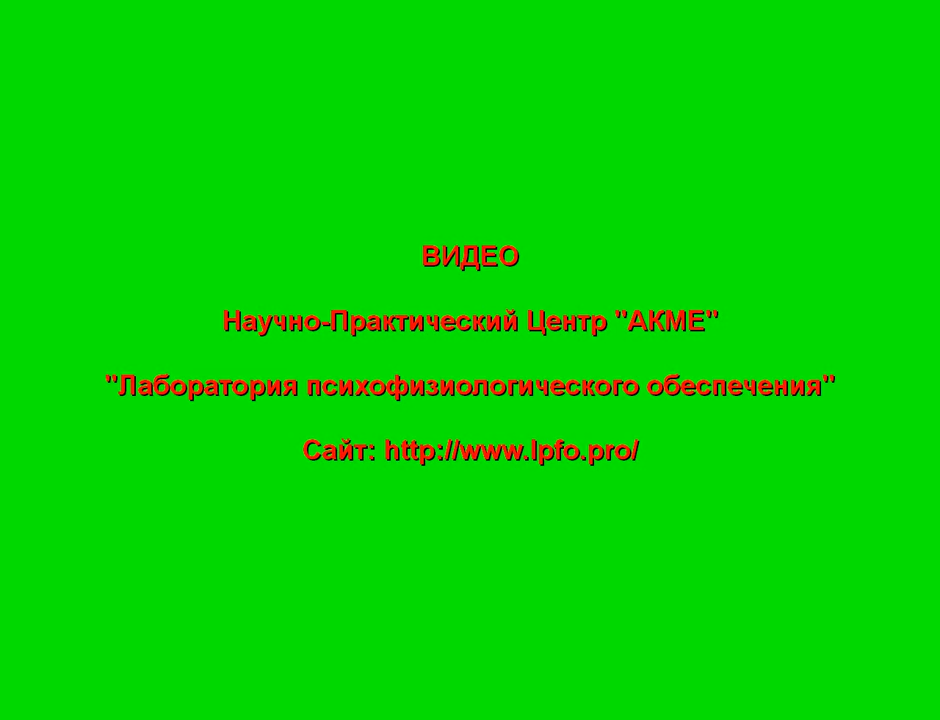 ВИДЕО
Научно-Практический Центр "АКМЕ"
"Лаборатория психофизиологического обеспечения"
Сайт: http://www.lpfo.pro/